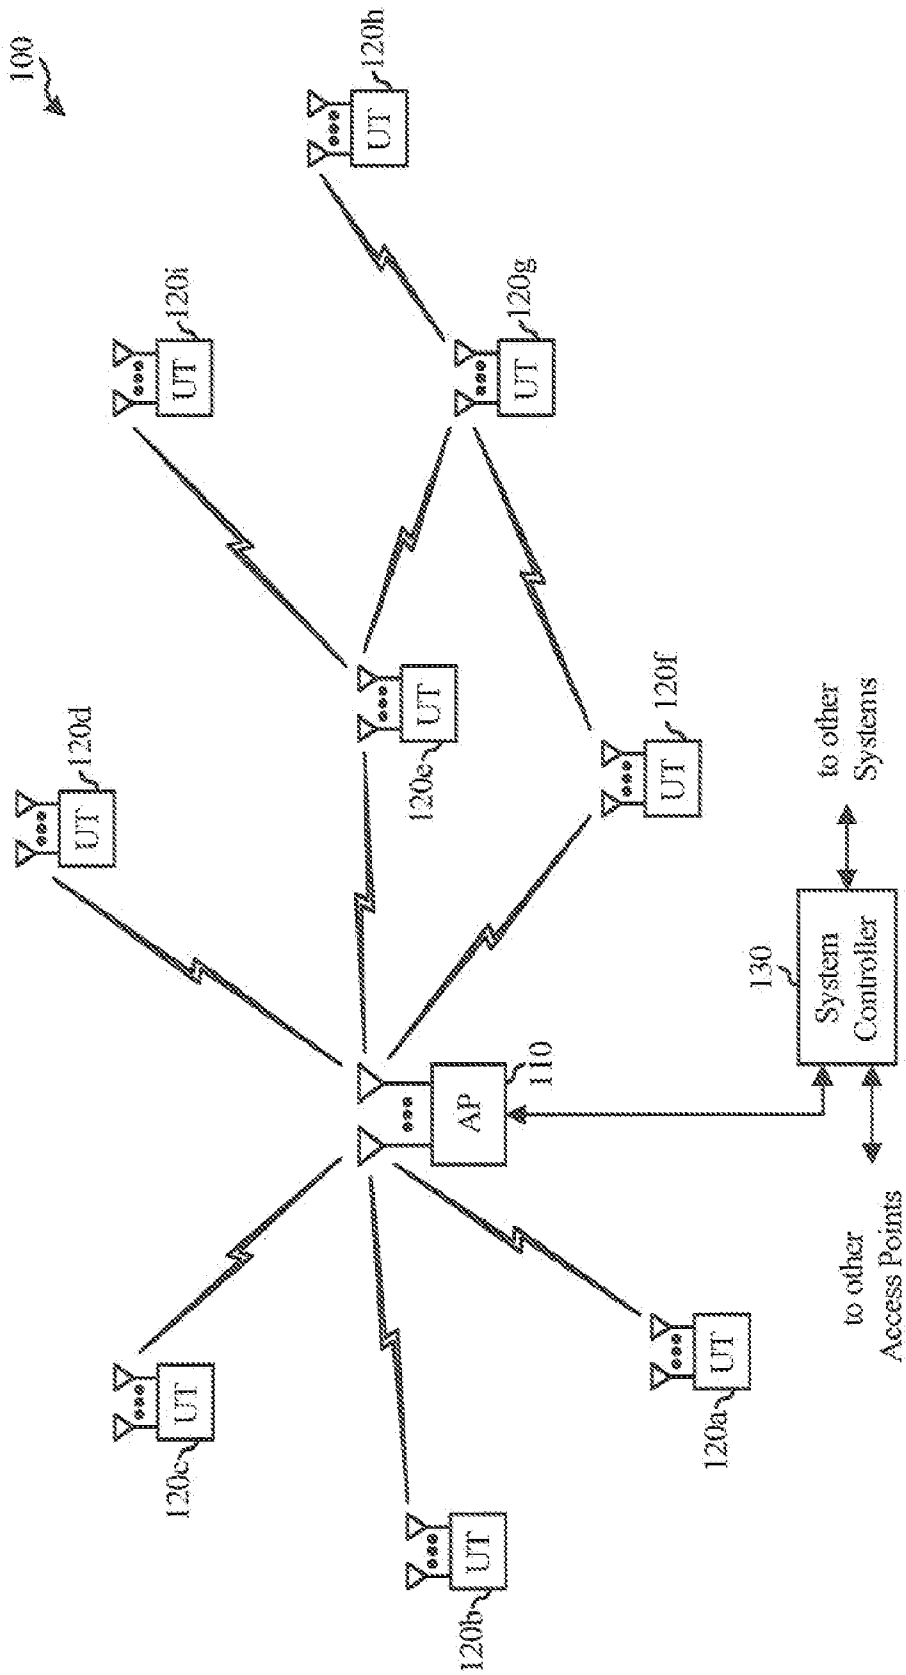 100
120d
UT
120i
UT
120h
UT
120c
UT
120e
UT
120g
UT
120b
UT
AP
110
120f
UT
120a
UT
130
System
Controller
to other
Access Points
to other
Systems